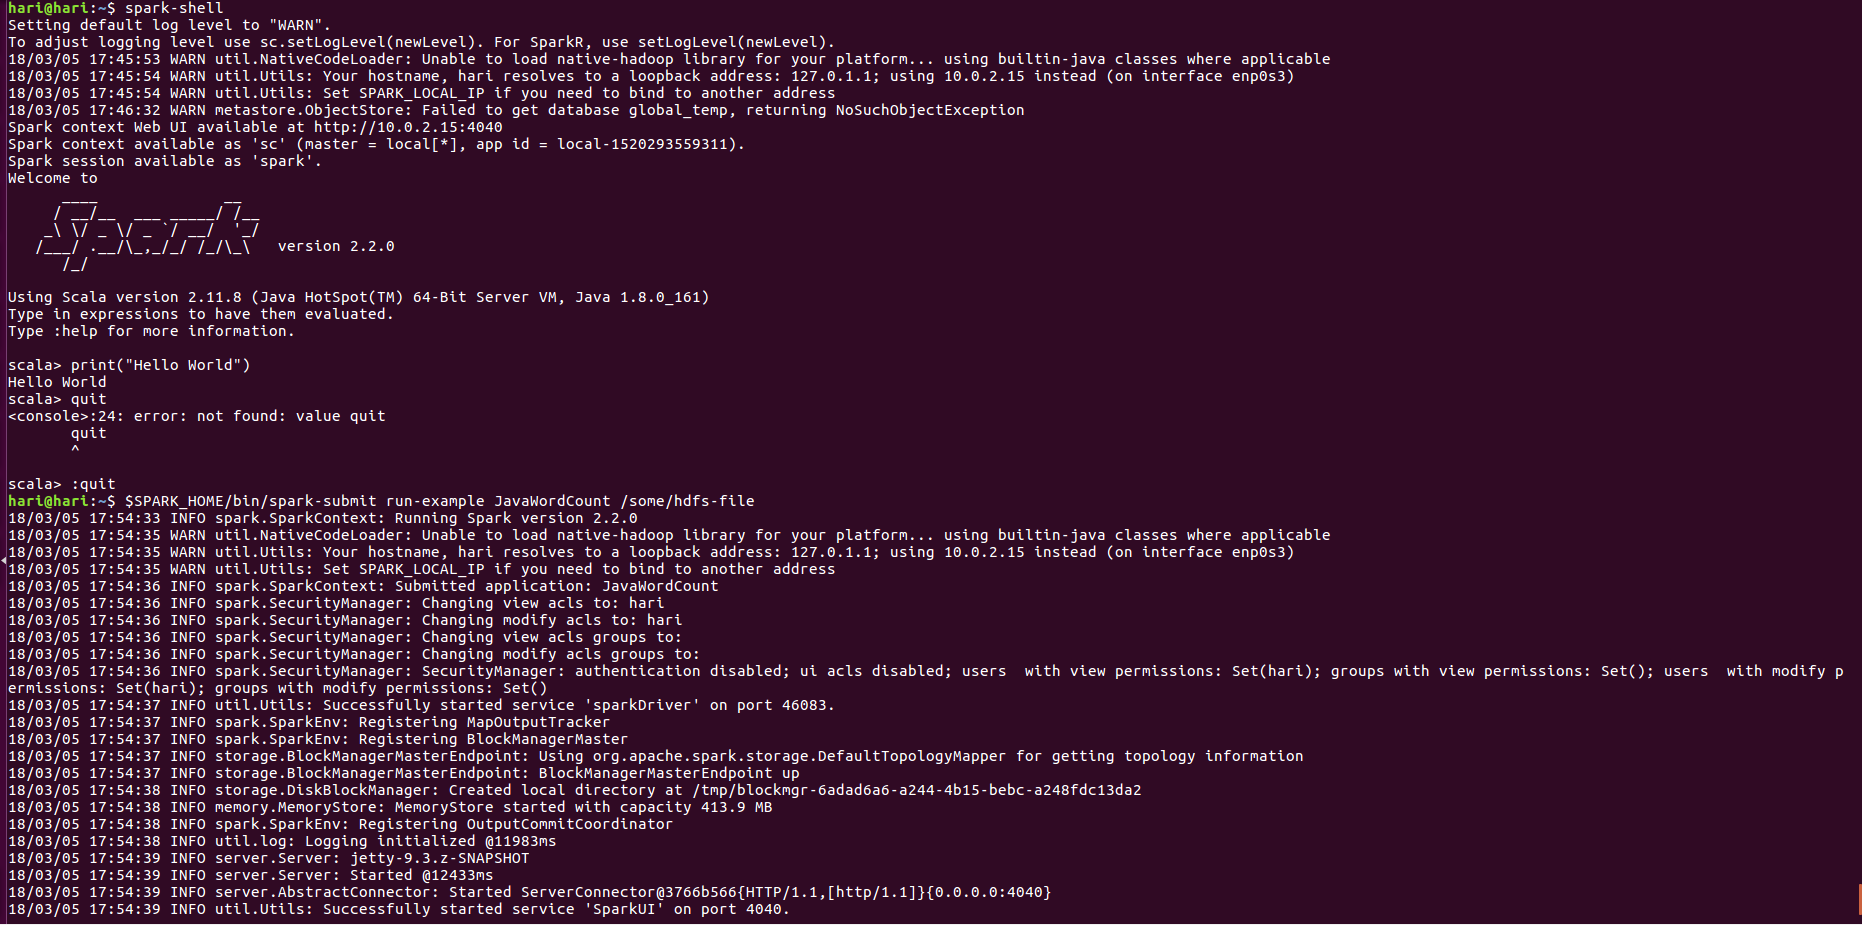 hari@hari:~$ spark-shell
Setting default log level to "WARN".
To adjust logging level use sc.setLogLevel(newLevel). For SparkR, use setLogLevel(newLevel).
18/03/05 17:45:53 WARN util.NativeCodeLoader: Unable to load native-hadoop library for your platform... using builtin-java classes where applicable
18/03/05 17:45:54 WARN util.Utils: Your hostname, hari resolves to a loopback address: 127.0.1.1; using 10.0.2.15 instead (on interface enp0s3)
18/03/05 17:45:54 WARN util.Utils: Set SPARK_LOCAL_IP if you need to bind to another address
18/03/05 17:46:32 WARN metastore.ObjectStore: Failed to get database global_temp, returning NoSuchObjectException
Spark context Web UI available at http://10.0.2.15:4040
Spark context available as 'sc' (master = local[*], app id = local-1520293559311).
Spark session available as 'spark'.
Welcome to
      ____              __
     / __/__  ___ _____/ /__
    _\ \/ _ \/ _ `/ __/  '_/
   /___/ .__/\_,_/_/ /_/\_\   version 2.2.0
      /_/
Using Scala version 2.11.8 (Java HotSpot(TM) 64-Bit Server VM, Java 1.8.0_161)
Type in expressions to have them evaluated.
Type :help for more information.
scala> print("Hello World")
Hello World
scala> quit
<console>:24: error: not found: value quit
       quit
       ^
scala> :quit
hari@hari:~$ $SPARK_HOME/bin/spark-submit run-example JavaWordCount /some/hdfs-file
18/03/05 17:54:33 INFO spark.SparkContext: Running Spark version 2.2.0
18/03/05 17:54:35 WARN util.NativeCodeLoader: Unable to load native-hadoop library for your platform... using builtin-java classes where applicable
18/03/05 17:54:35 WARN util.Utils: Your hostname, hari resolves to a loopback address: 127.0.1.1; using 10.0.2.15 instead (on interface enp0s3)
18/03/05 17:54:35 WARN util.Utils: Set SPARK_LOCAL_IP if you need to bind to another address
18/03/05 17:54:36 INFO spark.SparkContext: Submitted application: JavaWordCount
18/03/05 17:54:36 INFO spark.SecurityManager: Changing view acls to: hari
18/03/05 17:54:36 INFO spark.SecurityManager: Changing modify acls to: hari
18/03/05 17:54:36 INFO spark.SecurityManager: Changing view acls groups to:
18/03/05 17:54:36 INFO spark.SecurityManager: Changing modify acls groups to:
18/03/05 17:54:36 INFO spark.SecurityManager: SecurityManager: authentication disabled; ui acls disabled; users  with view permissions: Set(hari); groups with view permissions: Set(); users  with modify p
ermissions: Set(hari); groups with modify permissions: Set()
18/03/05 17:54:37 INFO util.Utils: Successfully started service 'sparkDriver' on port 46083.
18/03/05 17:54:37 INFO spark.SparkEnv: Registering MapOutputTracker
18/03/05 17:54:37 INFO spark.SparkEnv: Registering BlockManagerMaster
18/03/05 17:54:37 INFO storage.BlockManagerMasterEndpoint: Using org.apache.spark.storage.DefaultTopologyMapper for getting topology information
18/03/05 17:54:37 INFO storage.BlockManagerMasterEndpoint: BlockManagerMasterEndpoint up
18/03/05 17:54:38 INFO storage.DiskBlockManager: Created local directory at /tmp/blockmgr-6adad6a6-a244-4b15-bebc-a248fdc13da2
18/03/05 17:54:38 INFO memory.MemoryStore: MemoryStore started with capacity 413.9 MB
18/03/05 17:54:38 INFO spark.SparkEnv: Registering OutputCommitCoordinator
18/03/05 17:54:38 INFO util.log: Logging initialized @11983ms
18/03/05 17:54:39 INFO server.Server: jetty-9.3.z-SNAPSHOT
18/03/05 17:54:39 INFO server.Server: Started @12433ms
18/03/05 17:54:39 INFO server.AbstractConnector: Started ServerConnector@3766b566{HTTP/1.1,[http/1.1]}{0.0.0.0:4040}
18/03/05 17:54:39 INFO util.Utils: Successfully started service 'SparkUI' on port 4040.